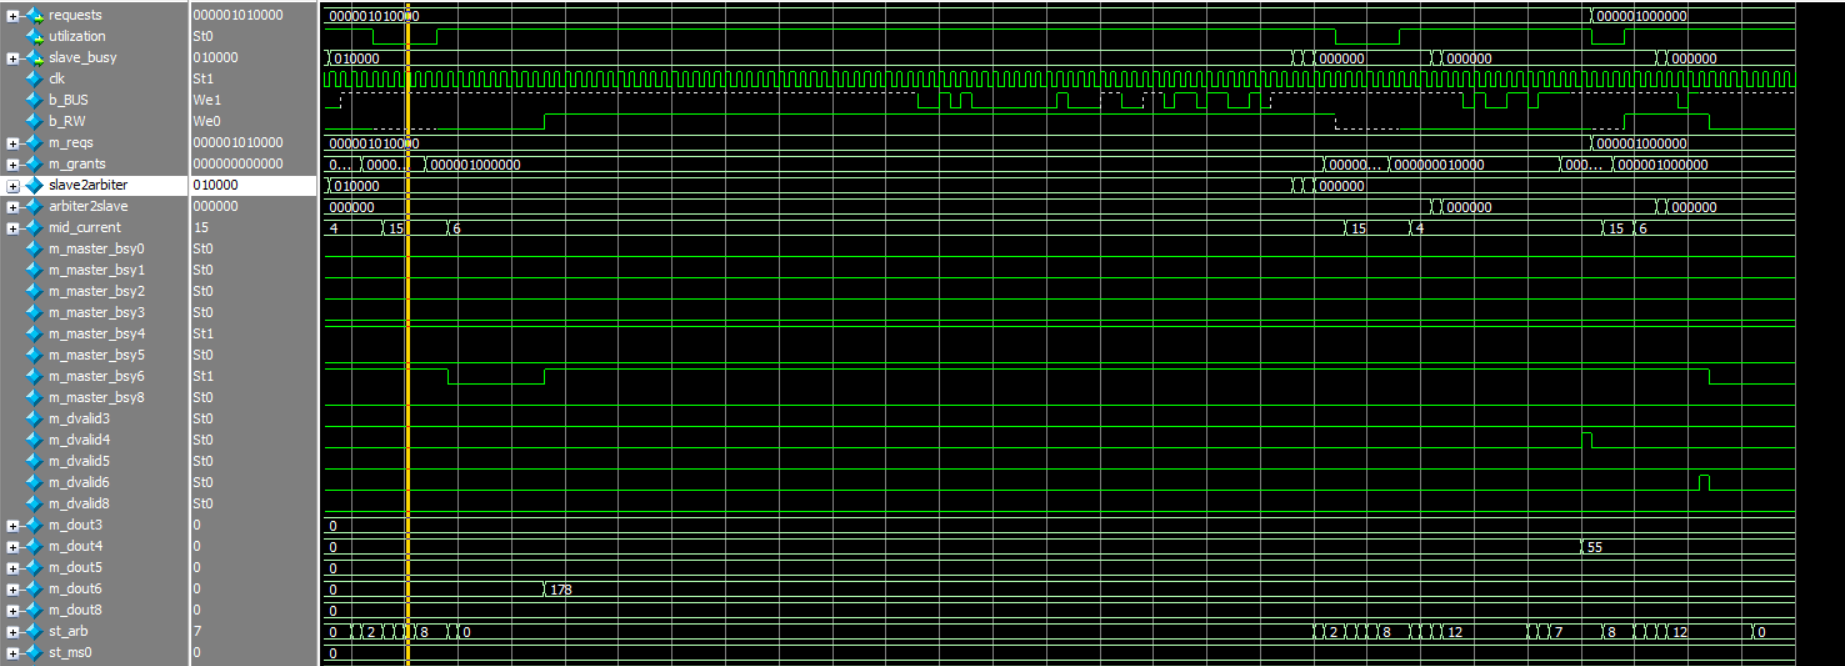 requests 000001010000 000001010000 000001000000
utilization St0
slave_busy 010000 010000 000000 000000 000000
clk St1
b_BUS We1
b_RW We0
m_reqs 000001010000 000001010000 000001000000
m_grants 000000000000 0... 0000... 000001000000 00000... 000000010000 000... 000001000000
slave2arbiter 010000 010000 000000
arbiter2slave 000000 000000 000000 000000
mid_current 15 4 15 6 15 4 15 6
m_master_bsy0 St0
m_master_bsy1 St0
m_master_bsy2 St0
m_master_bsy3 St0
m_master_bsy4 St1
m_master_bsy5 St0
m_master_bsy6 St1
m_master_bsy8 St0
m_dvalid3 St0
m_dvalid4 St0
m_dvalid5 St0
m_dvalid6 St0
m_dvalid8 St0
m_dout3 0 0
m_dout4 0 0 55
m_dout5 0 0
m_dout6 0 0 178
m_dout8 0 0
st_arb 7 0 2 8 0 2 8 12 7 8 12 0
st_ms0 0 0